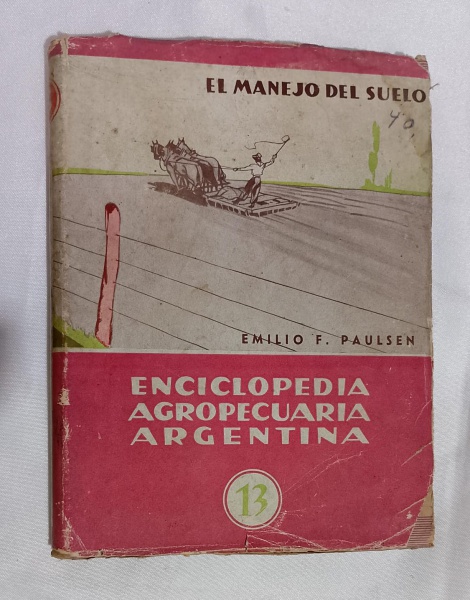 EL MANEJO DEL SUELO
40
EMILIO F. PAULSEN
ENCICLOPEDIA
AGROPECUARIA
ARGENTINA
13